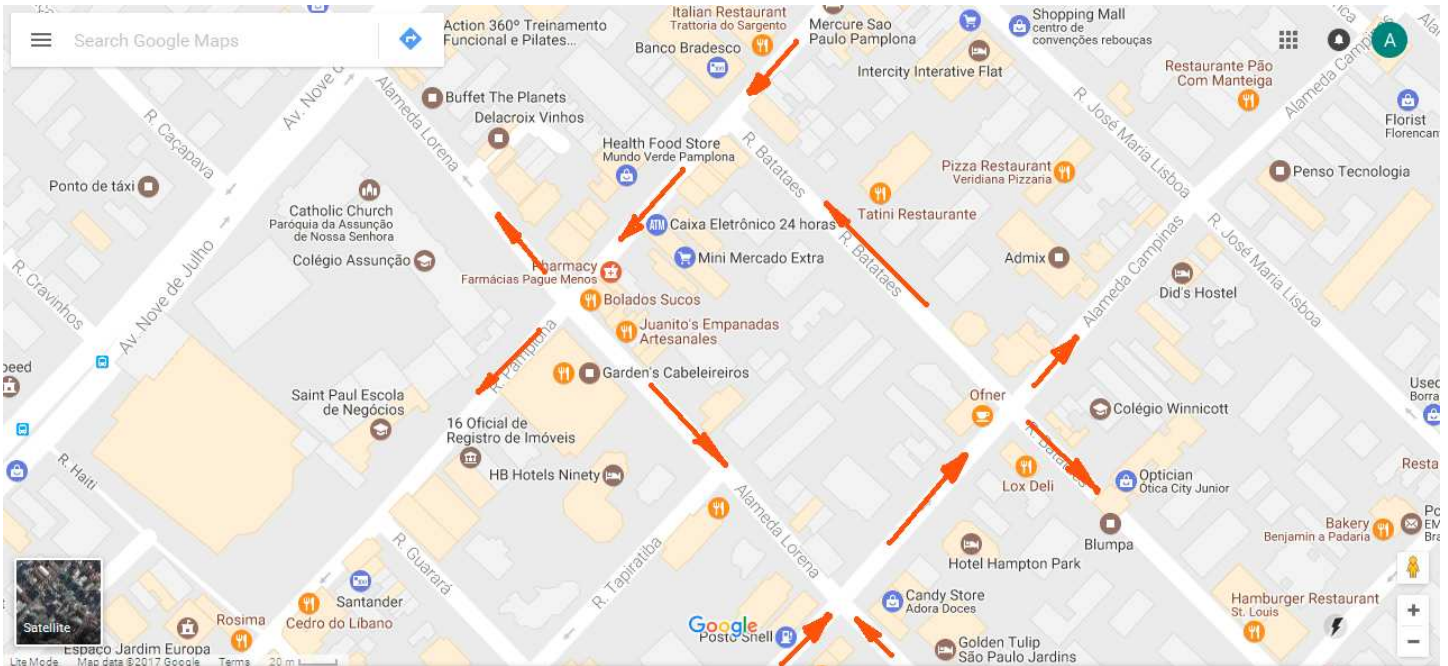 Search Google Maps
Action 360º Treinamento
Funcional e Pilates...
Italian Restaurant
Trattoria do Sargento
Banco Bradesco
Mercure Sao
Paulo Pamplona
Intercity Interative Flat
Shopping Mall
centro de
convenções rebouças
A
Restaurante Pão
Com Manteiga
Alameda Campinas
Florist
Buffet The Planets
Delacroix Vinhos
Av. Nove
R. Caçapava
Alameda Lorena
Health Food Store
Mundo Verde Pamplona
R. Batataes
R. José Maria Lisboa
Pizza Restaurant
Veridiana Pizzaria
Penso Tecnologia
Ponto de táxi
Catholic Church
Paróquia da Assunção
de Nossa Senhora
Colégio Assunção
ATM
Caixa Eletrônico 24 horas
Tatini Restaurante
R. Batataes
Mini Mercado Extra
Admix
Alameda Campinas
R. José Maria Lisboa
Did's Hostel
R. Cravinhos
Av. Nove de Julho
Pharmacy
Farmácias Pague Menos
Bolados Sucos
Juanito's Empanadas
Artesanales
R. Pamplona
Garden's Cabeleireiros
Saint Paul Escola
de Negócios
16 Oficial de
Registro de Imóveis
HB Hotels Ninety
Ofner
Colégio Winnicott
R. Batataes
Lox Deli
Optician
Ótica City Junior
Blumpa
Bakery
Benjamin a Padaria
R. Haiti
Alameda Lorena
R. Guarará
R. Tapiratiba
Hotel Hampton Park
Satellite
Santander
Cedro do Líbano
Rosima
Espaço Jardim Europa
Candy Store
Adora Doces
Google
Posto Shell
Golden Tulip
São Paulo Jardins
Hamburger Restaurant
St. Louis
+
−
Lite Mode Map data ©2017 Google Terms 20 m